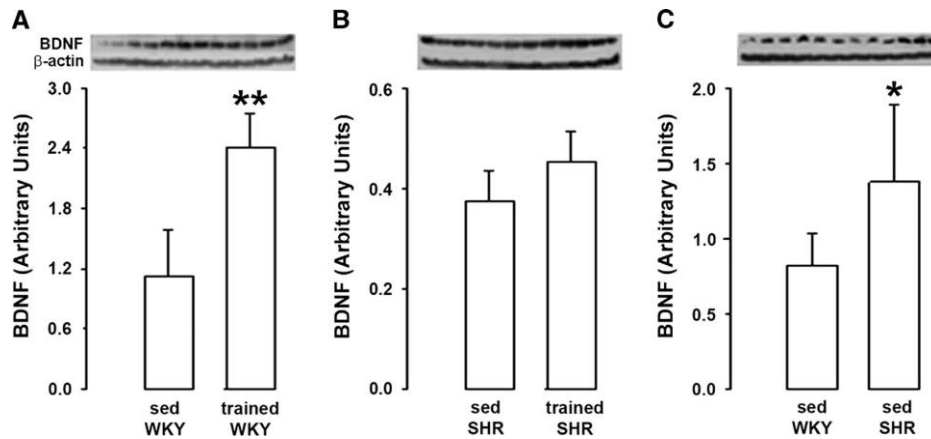 A
BDNF
β-actin
BDNF (Arbitrary Units)
3.0
2.4
1.8
1.2
0.6
0.0
**
sed
WKY
trained
WKY
B
BDNF (Arbitrary Units)
0.6
0.4
0.2
0.0
sed
SHR
trained
SHR
C
BDNF (Arbitrary Units)
2.0
1.5
1.0
0.5
0.0
*
sed
WKY
sed
SHR